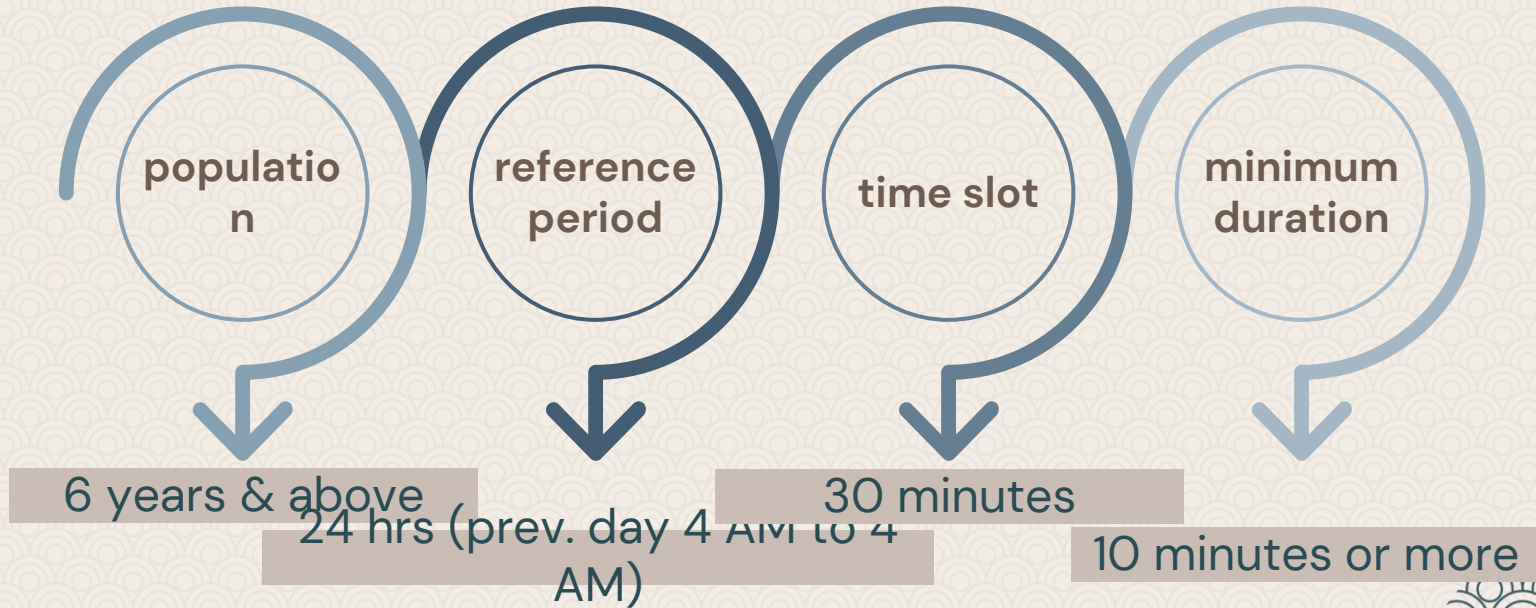 populatio
n
reference
period
time slot
minimum
duration
6 years & above
24 hrs (prev. day 4 AM to 4
AM)
30 minutes
10 minutes or more